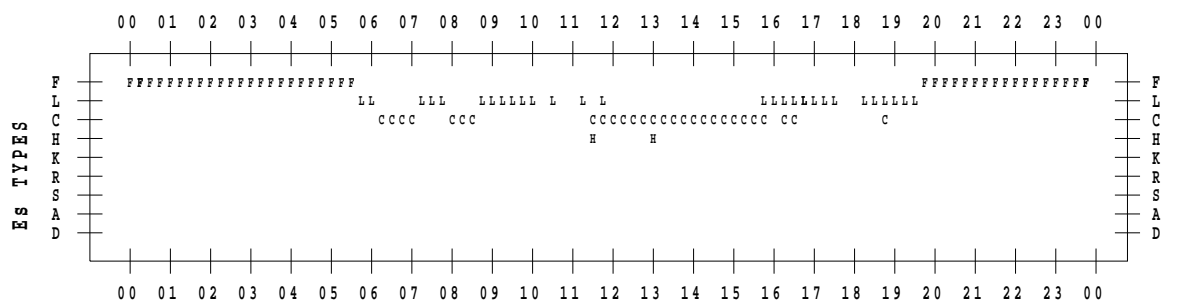 00 01 02 03 04 05 06 07 08 09 10 11 12 13 14 15 16 17 18 19 20 21 22 23 00
F FFFFFFFFFFFFFFFFFFFFFFF FFFFFFFFFFFFFFFFF F
L LL LLL LLLLLL L L L LLLLLLLL LLLLLL L
C CCCC CCC CCCCCCCCCCCCCCCCCC CC C C
H H H H
K K
R R
S S
A A
D D
Es TYPES
00 01 02 03 04 05 06 07 08 09 10 11 12 13 14 15 16 17 18 19 20 21 22 23 00